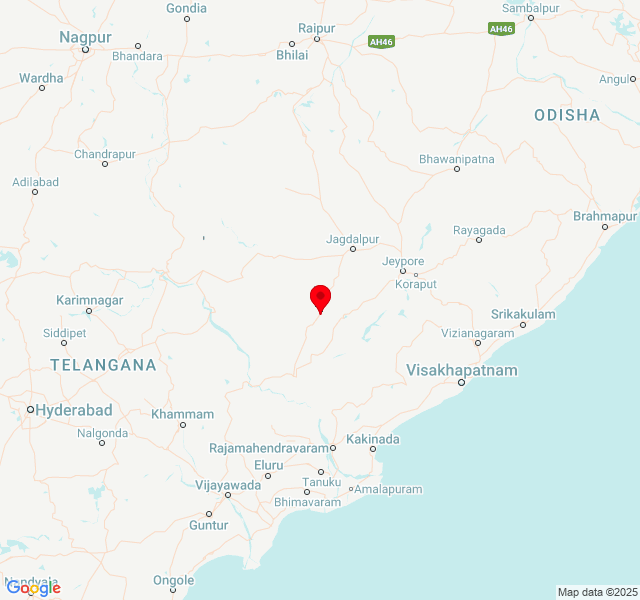 Gondia
Sambalpur
Raipur
Nagpur
AH46
AH46
Bhandara
Bhilai
Wardha
Angul
ODISHA
Chandrapur
Bhawanipatna
Adilabad
Brahmapur
Rayagada
Jagdalpur
Jeypore
Koraput
Karimnagar
Srikakulam
Siddipet
Vizianagaram
TELANGANA
Visakhapatnam
Hyderabad
Khammam
Nalgonda
Kakinada
Rajamahendravaram
Eluru
Tanuku
Vijayawada
Amalapuram
Bhimavaram
Guntur
Ongole
Nandyala
Google
Map data ©2025